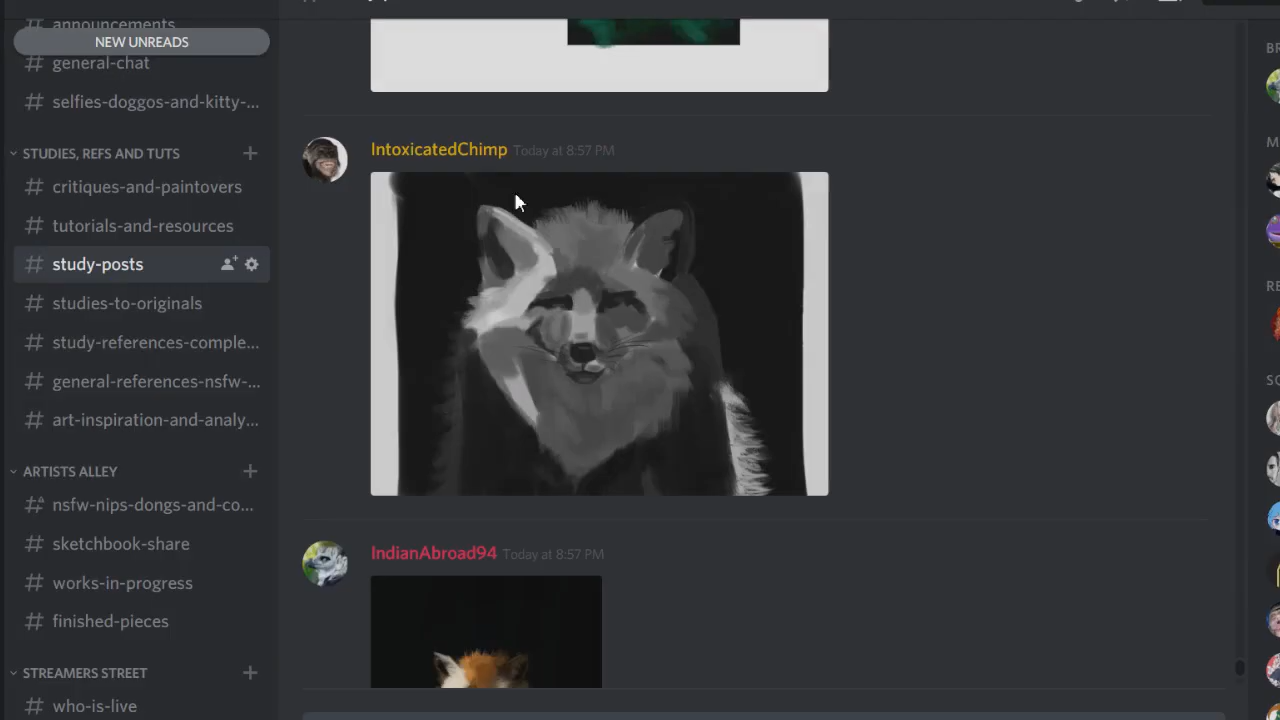 announcements
NEW UNREADS
general-chat
selfies-doggos-and-kitty-...
STUDIES, REFS AND TUTS
critiques-and-paintovers
tutorials-and-resources
study-posts
studies-to-originals
study-references-comple...
general-references-nsfw-...
art-inspiration-and-analy...
ARTISTS ALLEY
nsfw-nips-dongs-and-co...
sketchbook-share
works-in-progress
finished-pieces
STREAMERS STREET
who-is-live
IntoxicatedChimp Today at 8:57 PM
IndianAbroad94 Today at 8:57 PM
BR
M
RE
SC